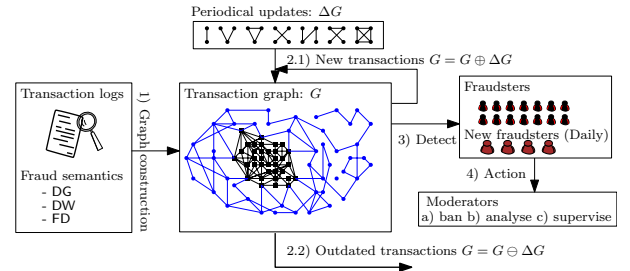 Periodical updates: ΔG
2.1) New transactions G = G ⊕ ΔG
Transaction logs
Fraud semantics
- DG
- DW
- FD
1) Graph construction
Transaction graph: G
3) Detect
Fraudsters
New fraudsters (Daily)
4) Action
Moderators
a) ban b) analyse c) supervise
2.2) Outdated transactions G = G ⊖ ΔG